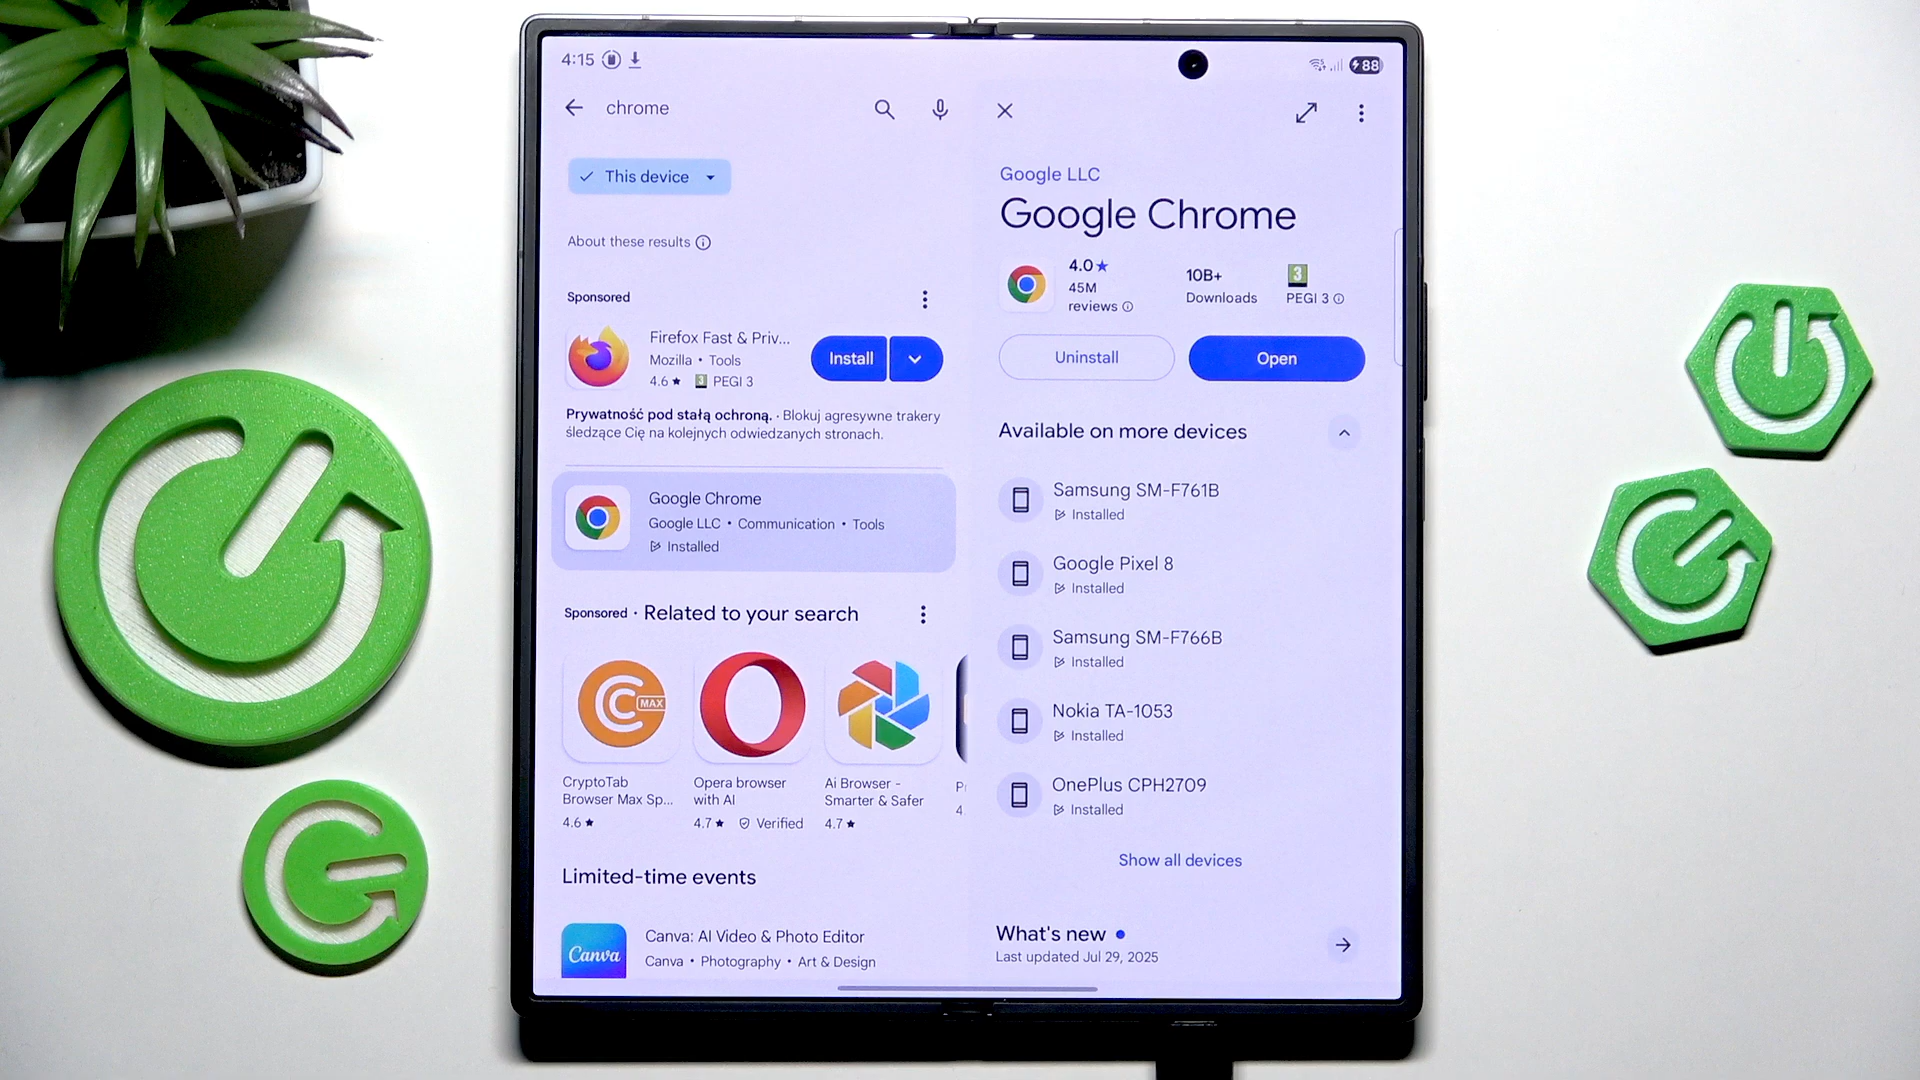 4:15
88
chrome
This device
About these results
Sponsored
Firefox Fast & Priv...
Mozilla • Tools
4.6 ★ 3 PEGI 3
Install
Prywatność pod stałą ochroną. · Blokuj agresywne trakery
śledzące Cię na kolejnych odwiedzanych stronach.
Google Chrome
Google LLC • Communication • Tools
Installed
Sponsored · Related to your search
MAX
CryptoTab
Browser Max Sp...
4.6 ★
Opera browser
with AI
4.7 ★ Verified
Ai Browser -
Smarter & Safer
4.7 ★
Limited-time events
Canva
Canva: AI Video & Photo Editor
Canva • Photography • Art & Design
Google LLC
Google Chrome
4.0 ★
45M
reviews
10B+
Downloads
3
PEGI 3
Uninstall
Open
Available on more devices
Samsung SM-F761B
Installed
Google Pixel 8
Installed
Samsung SM-F766B
Installed
Nokia TA-1053
Installed
OnePlus CPH2709
Installed
Show all devices
What's new
Last updated Jul 29, 2025